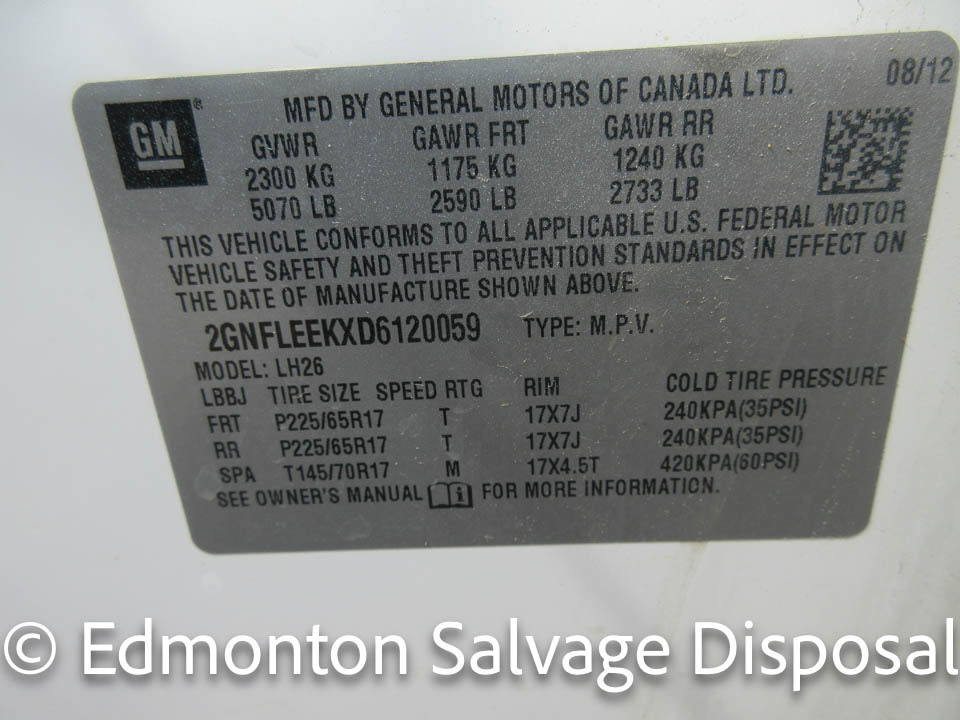 08/12
GM®
MFD BY GENERAL MOTORS OF CANADA LTD.
GVWR GAWR FRT GAWR RR
2300 KG 1175 KG 1240 KG
5070 LB 2590 LB 2733 LB
THIS VEHICLE CONFORMS TO ALL APPLICABLE U.S. FEDERAL MOTOR
VEHICLE SAFETY AND THEFT PREVENTION STANDARDS IN EFFECT ON
THE DATE OF MANUFACTURE SHOWN ABOVE.
2GNFLEEKXD6120059 TYPE: M.P.V.
MODEL: LH26
LBBJ TIRE SIZE SPEED RTG RIM COLD TIRE PRESSURE
FRT P225/65R17 T 17X7J 240KPA(35PSI)
RR P225/65R17 T 17X7J 240KPA(35PSI)
SPA T145/70R17 M 17X4.5T 420KPA(60PSI)
SEE OWNER'S MANUAL FOR MORE INFORMATION.
© Edmonton Salvage Disposal